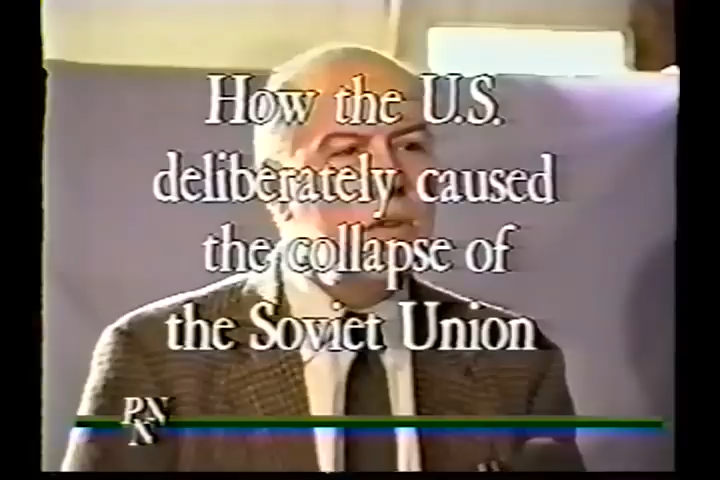 How the U.S.
deliberately caused
the collapse of
the Soviet Union
PNN
N